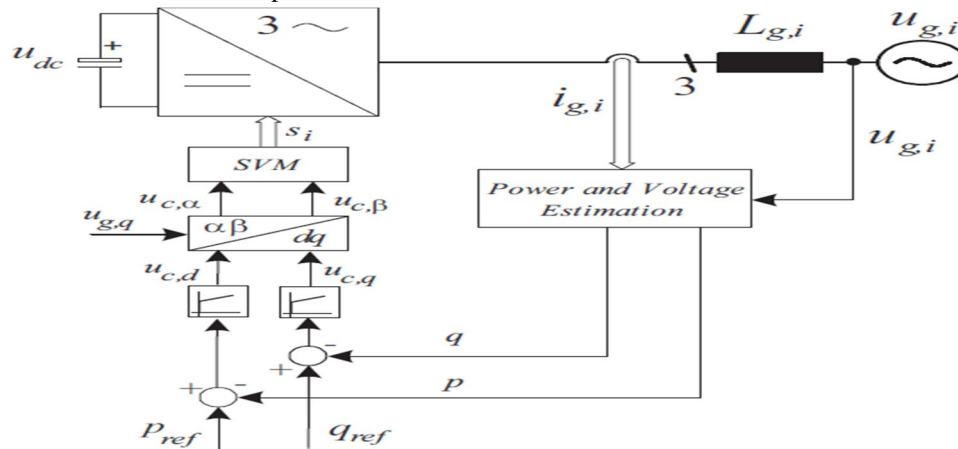 3 ~
u_dc
+
L_g,i
u_g,i
~
3
i_g,i
s_i
SVM
u_g,i
u_c,α
u_c,β
Power and Voltage
Estimation
u_g,q
αβ
dq
u_c,d
u_c,q
q
-
+
p
+
-
p_ref
q_ref